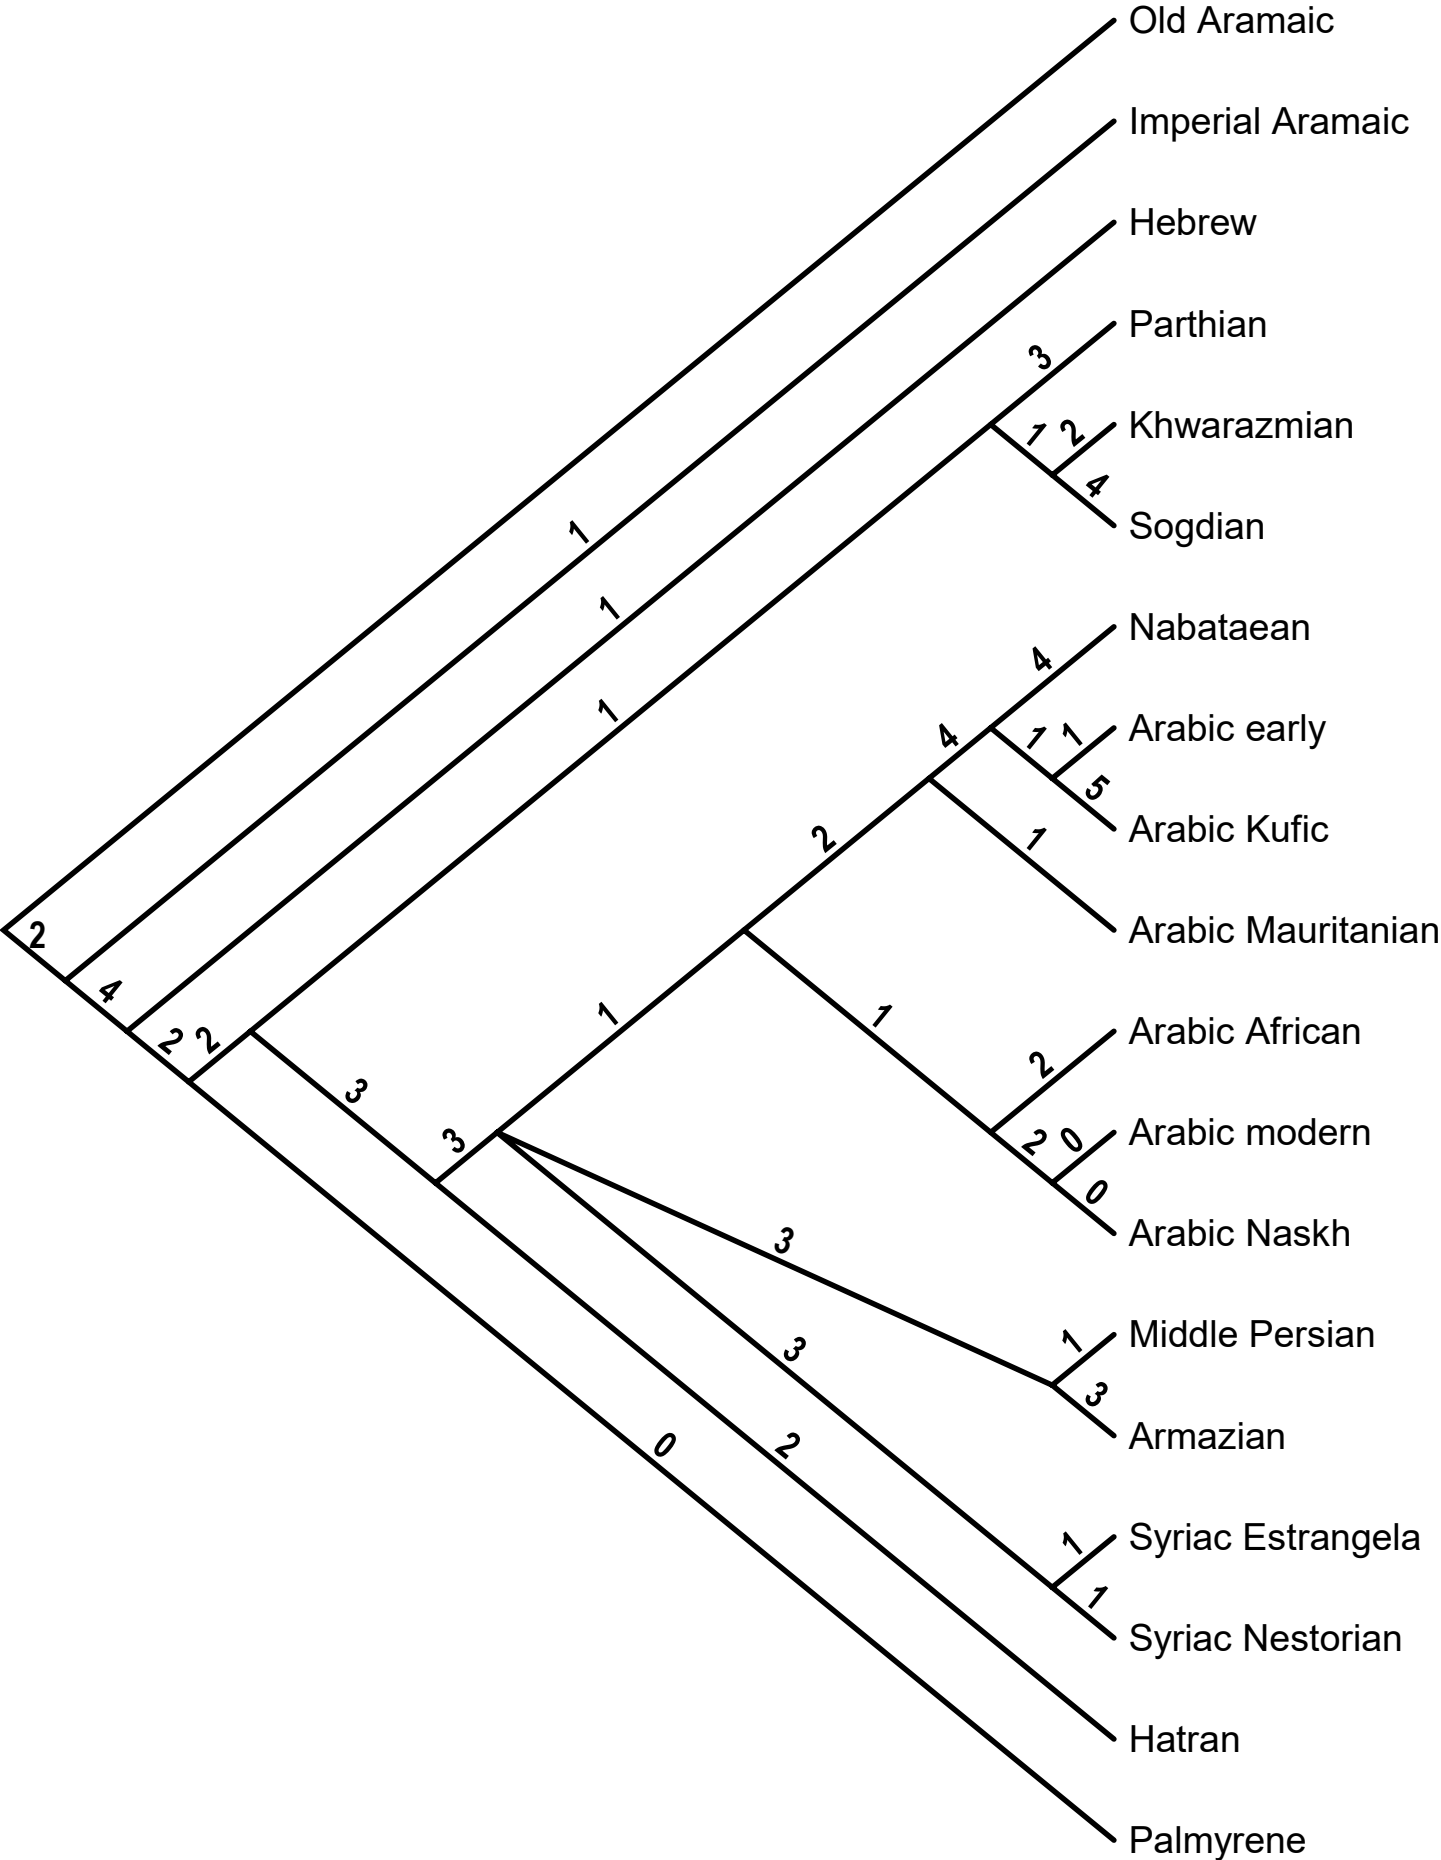 Old Aramaic
Imperial Aramaic
Hebrew
Parthian
3
Khwarazmian
1 2
4
Sogdian
1
1
Nabataean
4
1
Arabic early
4 1 1
5
Arabic Kufic
2
1
Arabic Mauritanian
2
4
1
1
Arabic African
2 2
2
3
3
Arabic modern
2 0
0
Arabic Naskh
3
Middle Persian
3
1
3
Armazian
0
2
Syriac Estrangela
1
1
Syriac Nestorian
Hatran
Palmyrene